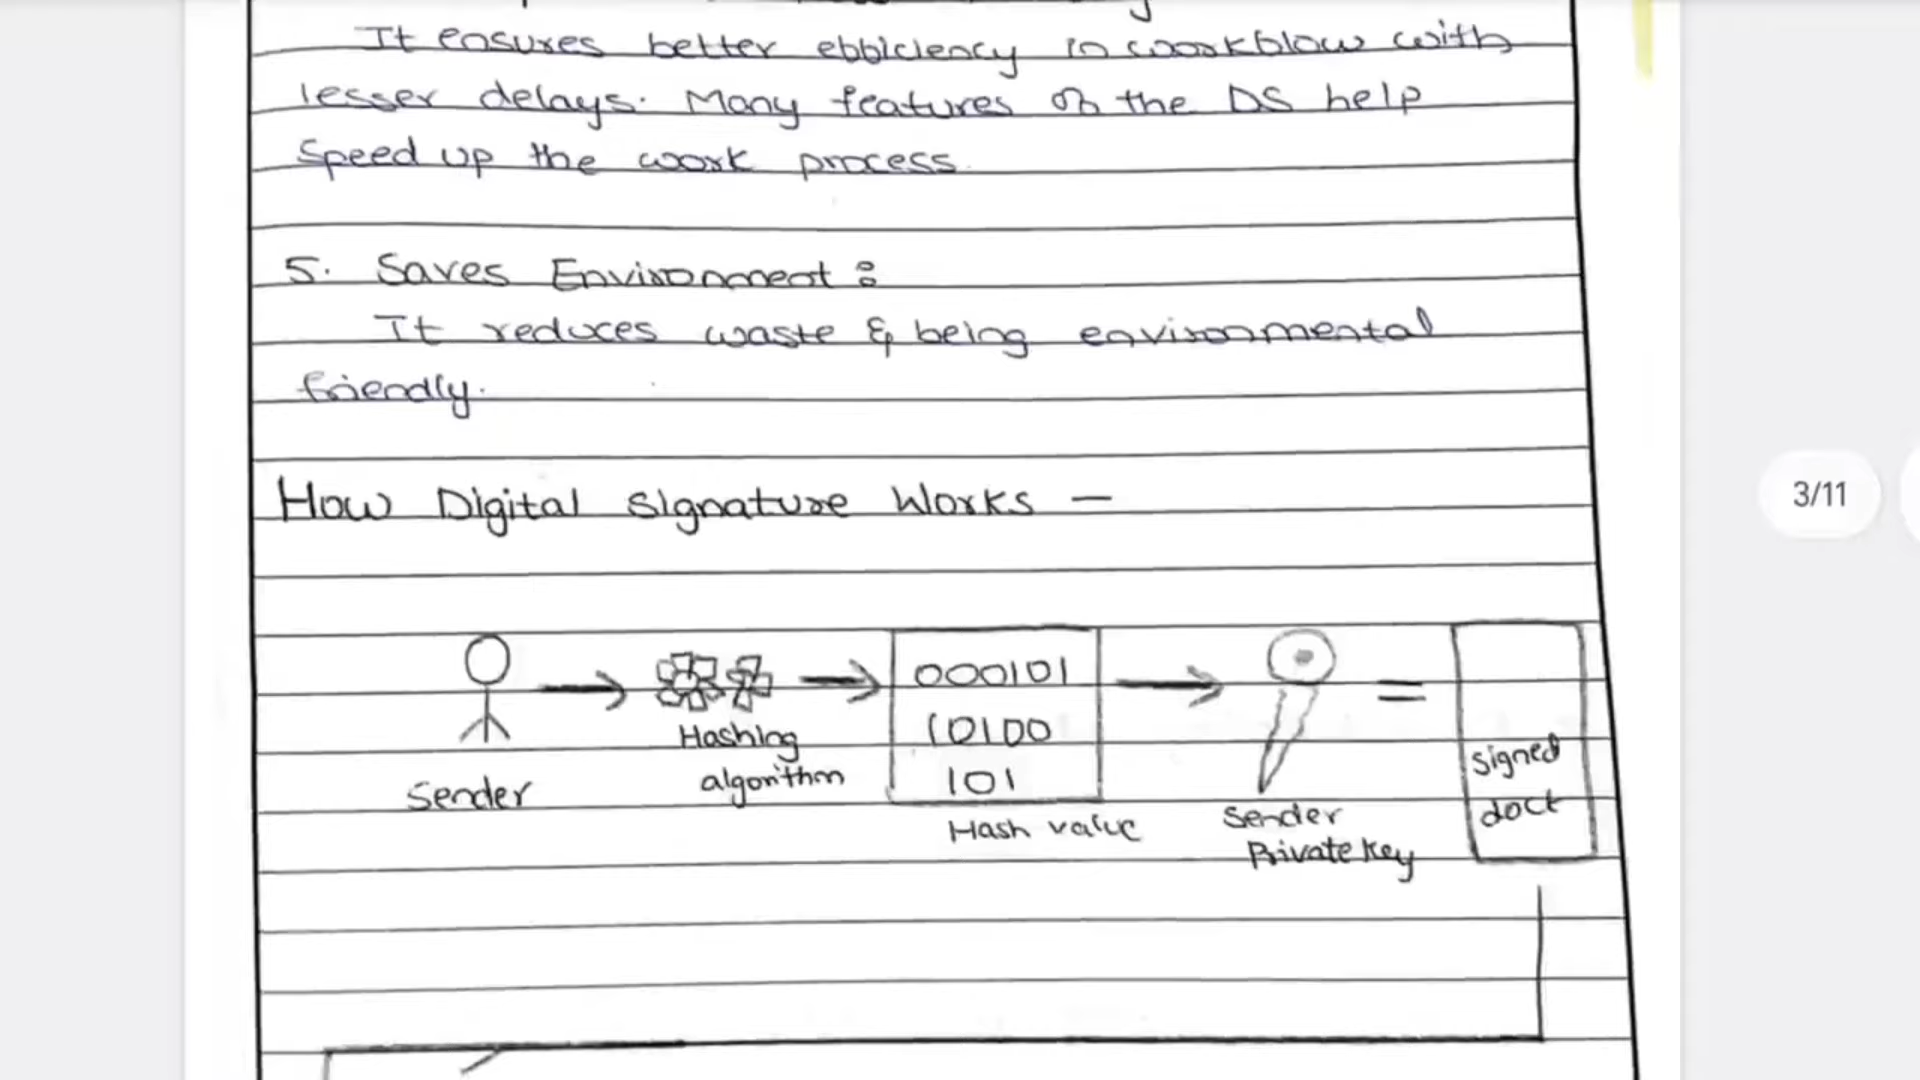 It ensures better efficiency in workflow with
lesser delays. Many features of the DS help
Speed up the work process.
5. Saves Environment :
It reduces waste & being environmental
friendly.
How Digital Signature Works —
000101
10100
101
Sender
Hashing
algorithm
Hash value
Sender
Private Key
=
signed
doct
3/11